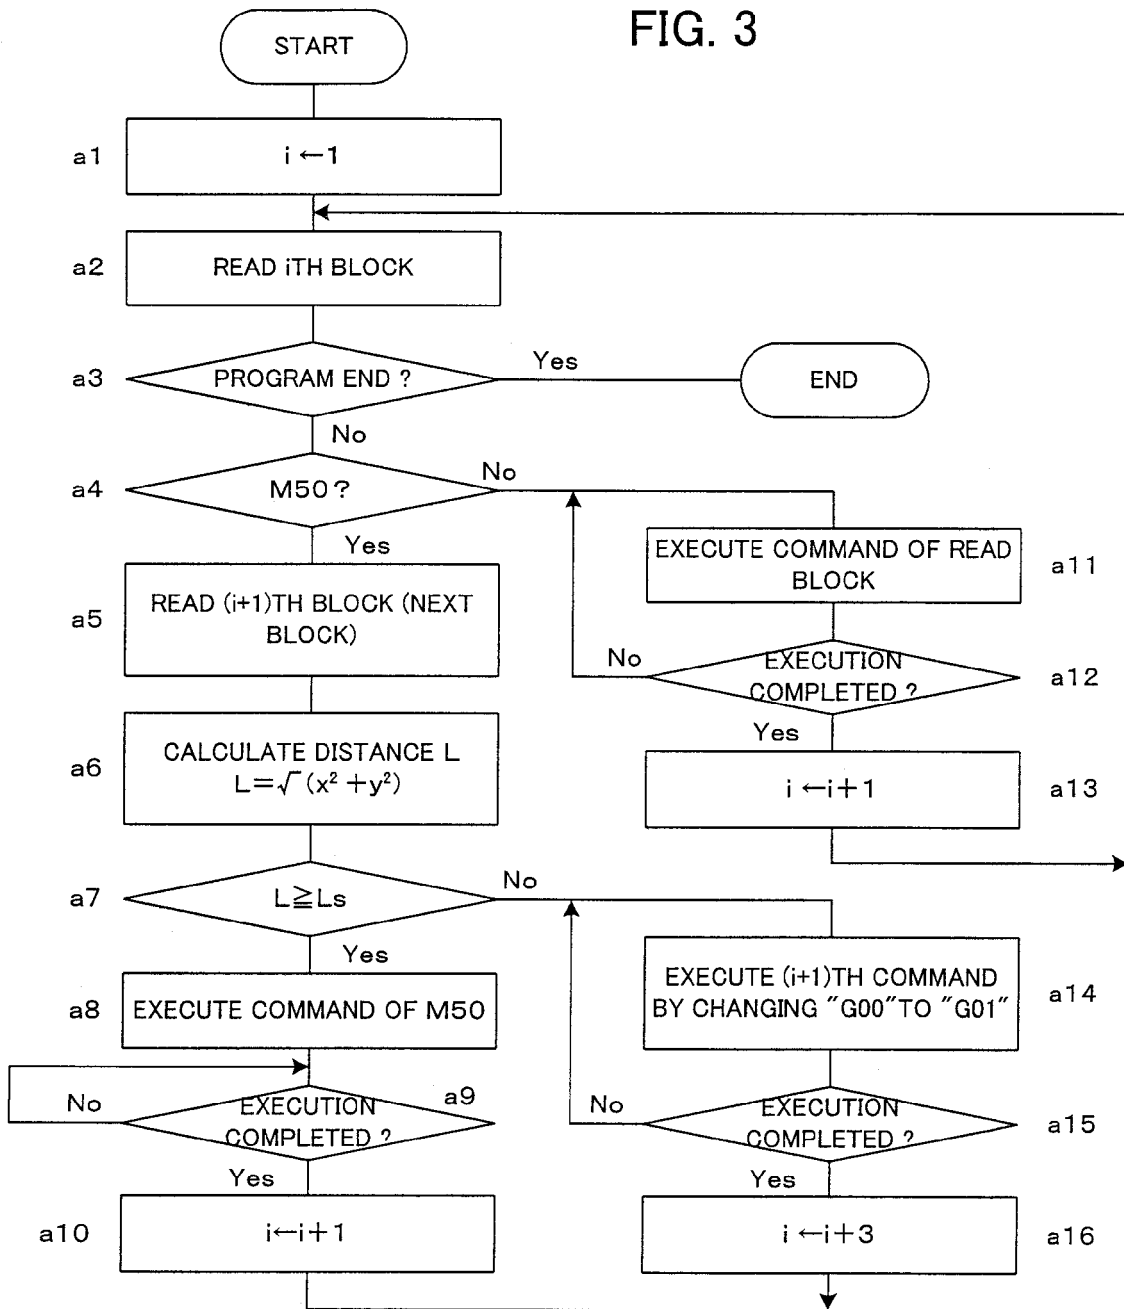 FIG. 3
START
a1
i ←1
a2
READ iTH BLOCK
a3
PROGRAM END ?
Yes
END
No
a4
M50 ?
No
Yes
EXECUTE COMMAND OF READ
BLOCK
a11
a5
READ (i+1)TH BLOCK (NEXT
BLOCK)
No
EXECUTION
COMPLETED ?
a12
Yes
a6
CALCULATE DISTANCE L
L=√(x² +y²)
i ←i+1
a13
a7
L≧Ls
No
Yes
EXECUTE (i+1)TH COMMAND
BY CHANGING "G00"TO "G01"
a14
a8
EXECUTE COMMAND OF M50
No
EXECUTION
COMPLETED ?
a9
No
EXECUTION
COMPLETED ?
a15
Yes
Yes
a10
i←i+1
i ←i+3
a16